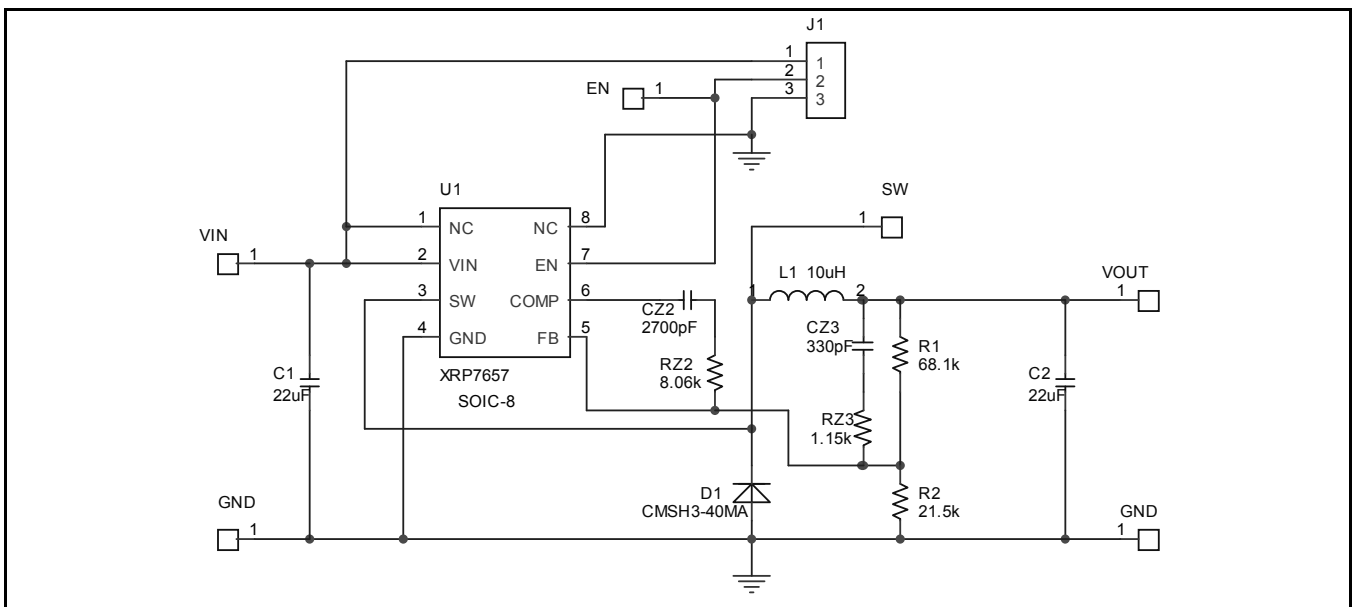 J1
1 1
2 2
3 3
EN 1
SW
1
U1
1 NC NC 8
VIN
1
2 VIN EN 7
3 SW COMP 6
4 GND FB 5
XRP7657
SOIC-8
CZ2
2700pF
RZ2
8.06k
L1 10uH
1 2
VOUT
1
CZ3
330pF
R1
68.1k
RZ3
1.15k
C1
22uF
C2
22uF
D1
CMSH3-40MA
R2
21.5k
GND
1
GND
1